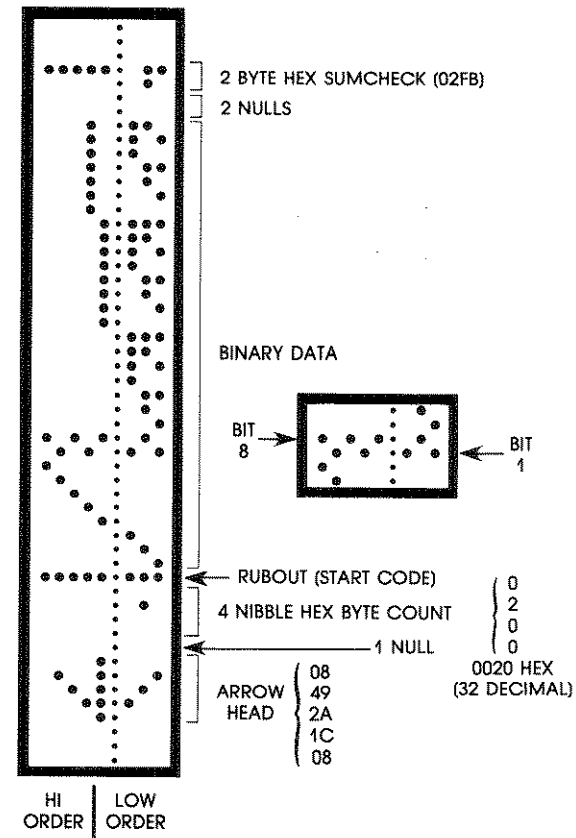 2 BYTE HEX SUMCHECK (02FB)
2 NULLS
BINARY DATA
BIT
8
BIT
1
RUBOUT (START CODE)
4 NIBBLE HEX BYTE COUNT
0
2
0
0
1 NULL
0020 HEX
(32 DECIMAL)
ARROW
HEAD
08
49
2A
1C
08
HI
ORDER
LOW
ORDER